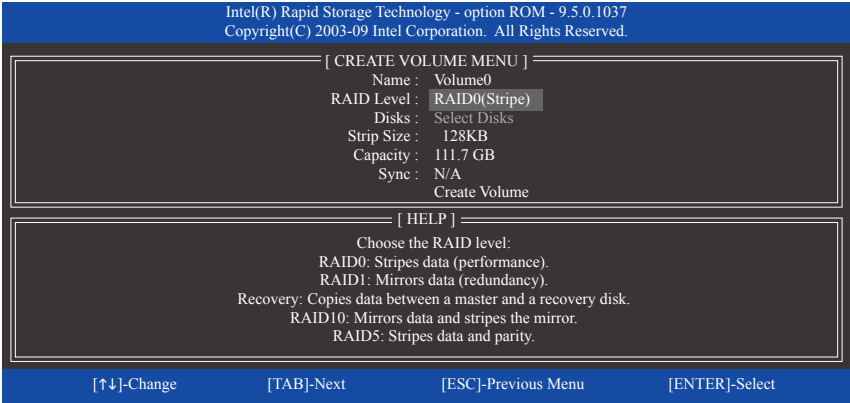 Intel(R) Rapid Storage Technology - option ROM - 9.5.0.1037
Copyright(C) 2003-09 Intel Corporation. All Rights Reserved.
[ CREATE VOLUME MENU ]
Name : Volume0
RAID Level : RAID0(Stripe)
Disks : Select Disks
Strip Size : 128KB
Capacity : 111.7 GB
Sync : N/A
Create Volume
[ HELP ]
Choose the RAID level:
RAID0: Stripes data (performance).
RAID1: Mirrors data (redundancy).
Recovery: Copies data between a master and a recovery disk.
RAID10: Mirrors data and stripes the mirror.
RAID5: Stripes data and parity.
[↑↓]-Change [TAB]-Next [ESC]-Previous Menu [ENTER]-Select